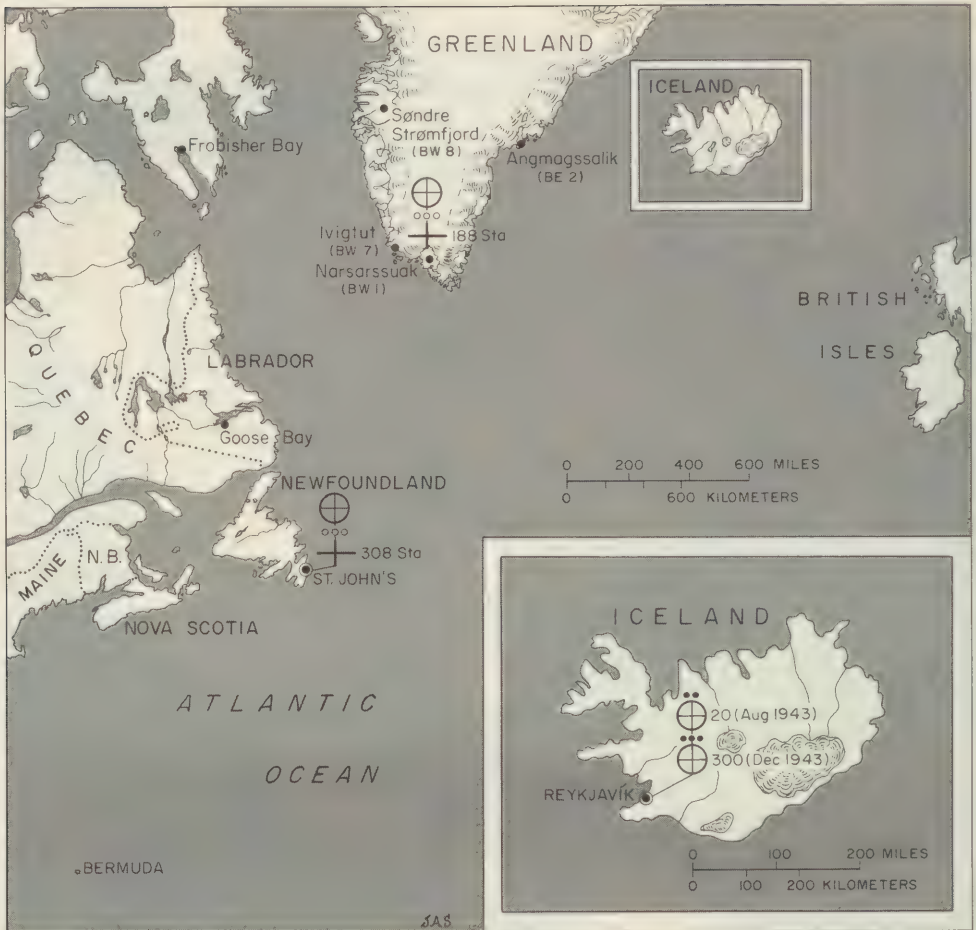 GREENLAND
ICELAND
Søndre
Strømfjord
(BW 8)
Frobisher Bay
Angmagssalik
(BE 2)
Ivigtut
(BW 7)
188 Sta
Narsarssuak
(BW 1)
BRITISH
ISLES
QUEBEC
LABRADOR
Goose Bay
0 200 400 600 MILES
0 600 KILOMETERS
NEWFOUNDLAND
308 Sta
ST. JOHN'S
MAINE
N.B.
NOVA SCOTIA
ATLANTIC
OCEAN
BERMUDA
ICELAND
20 (Aug 1943)
300 (Dec 1943)
REYKJAVÍK
0 100 200 MILES
0 100 200 KILOMETERS
JAS